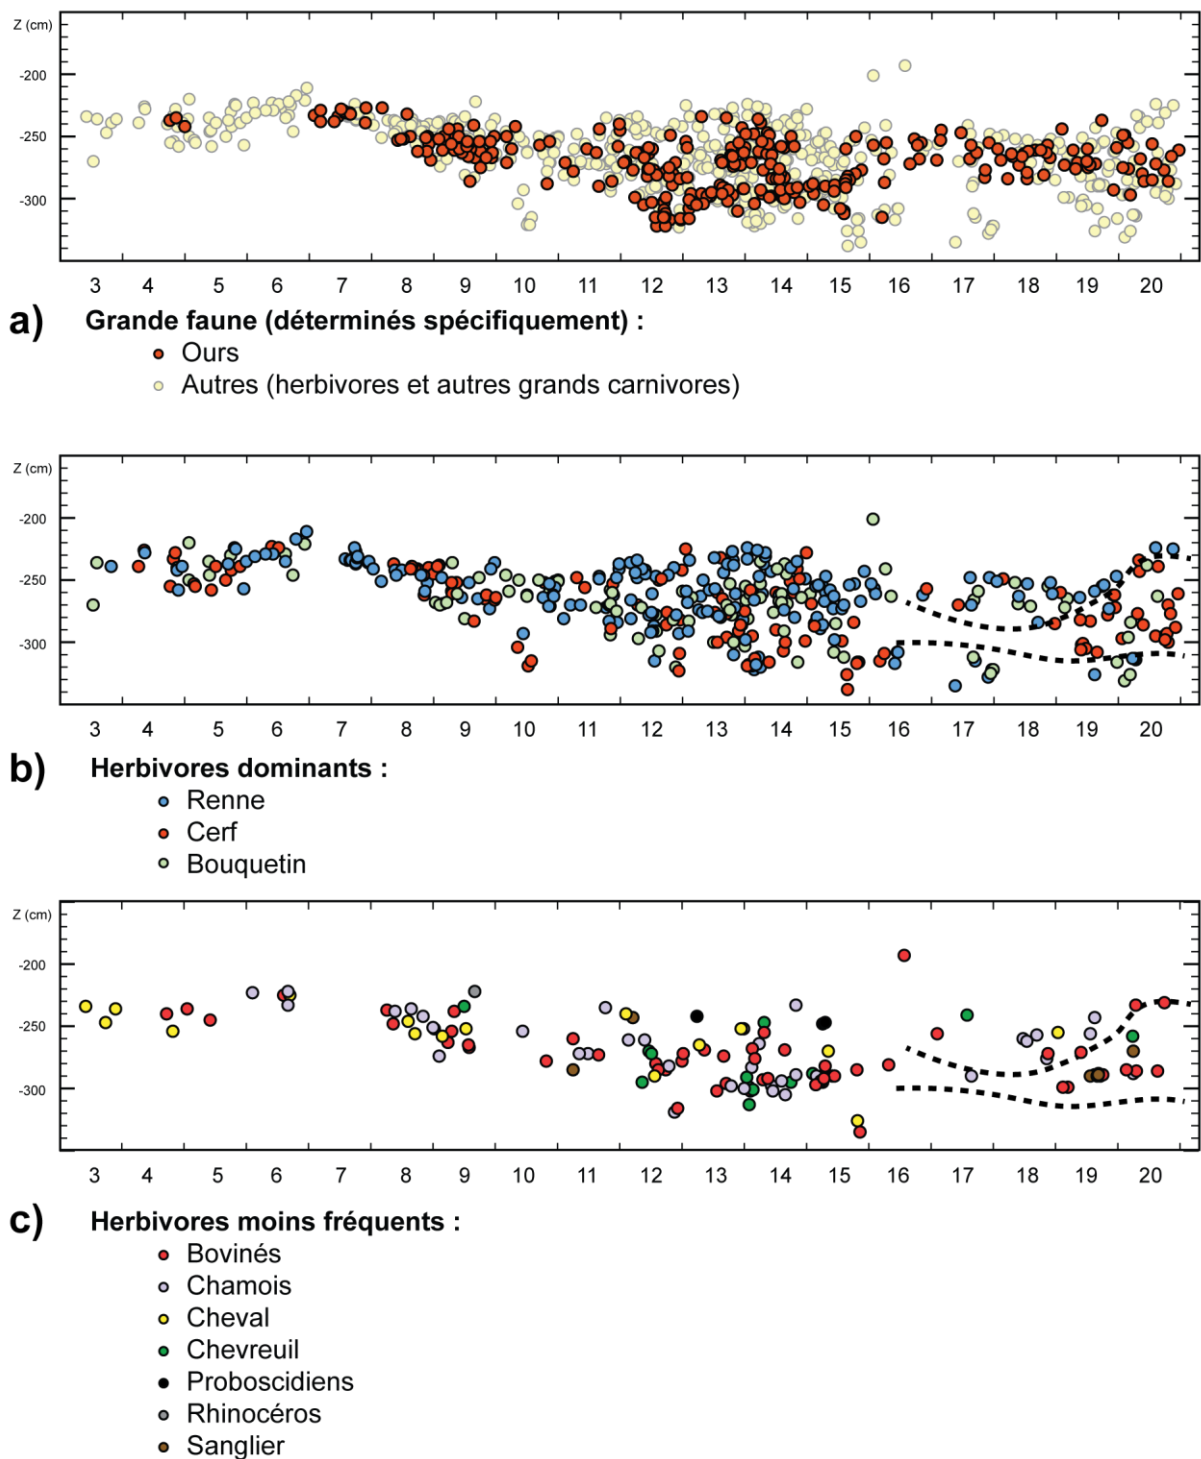 Z (cm)
-200
-250
-300
3 4 5 6 7 8 9 10 11 12 13 14 15 16 17 18 19 20
a) Grande faune (déterminés spécifiquement) :
Ours
Autres (herbivores et autres grands carnivores)
Z (cm)
-200
-250
-300
3 4 5 6 7 8 9 10 11 12 13 14 15 16 17 18 19 20
b) Herbivores dominants :
Renne
Cerf
Bouquetin
Z (cm)
-200
-250
-300
3 4 5 6 7 8 9 10 11 12 13 14 15 16 17 18 19 20
c) Herbivores moins fréquents :
Bovinés
Chamois
Cheval
Chevreuil
Proboscidiens
Rhinocéros
Sanglier